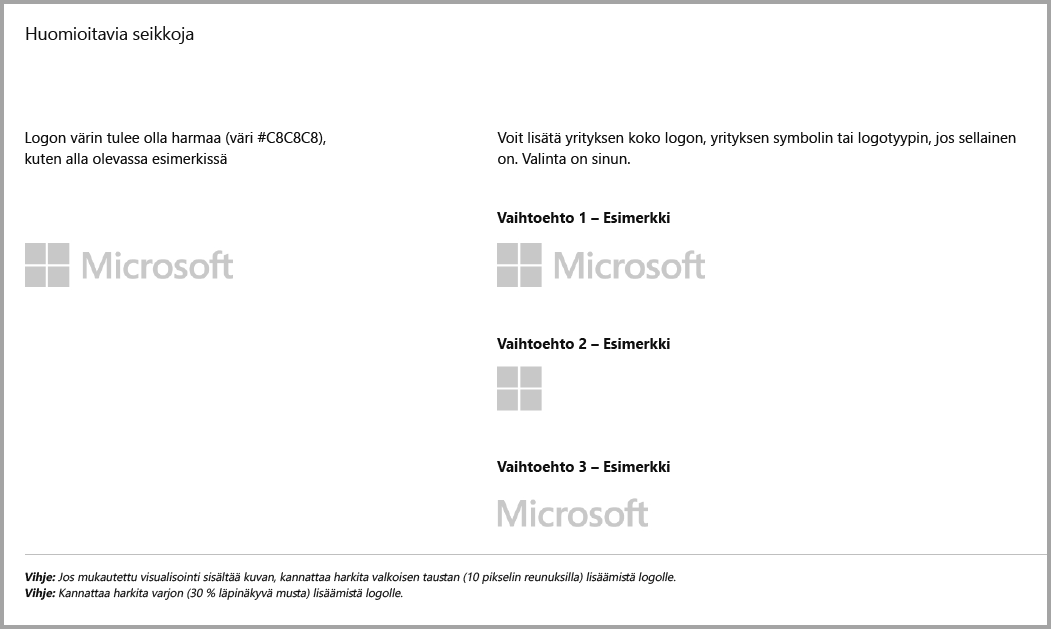 Huomioitavia seikkoja
Logon värin tulee olla harmaa (väri #C8C8C8),
kuten alla olevassa esimerkissä
Microsoft
Voit lisätä yrityksen koko logon, yrityksen symbolin tai logotyypin, jos sellainen
on. Valinta on sinun.
Vaihtoehto 1 – Esimerkki
Microsoft
Vaihtoehto 2 – Esimerkki
Vaihtoehto 3 – Esimerkki
Microsoft
Vihje: Jos mukautettu visualisointi sisältää kuvan, kannattaa harkita valkoisen taustan (10 pikselin reunuksilla) lisäämistä logolle.
Vihje: Kannattaa harkita varjon (30 % läpinäkyvä musta) lisäämistä logolle.